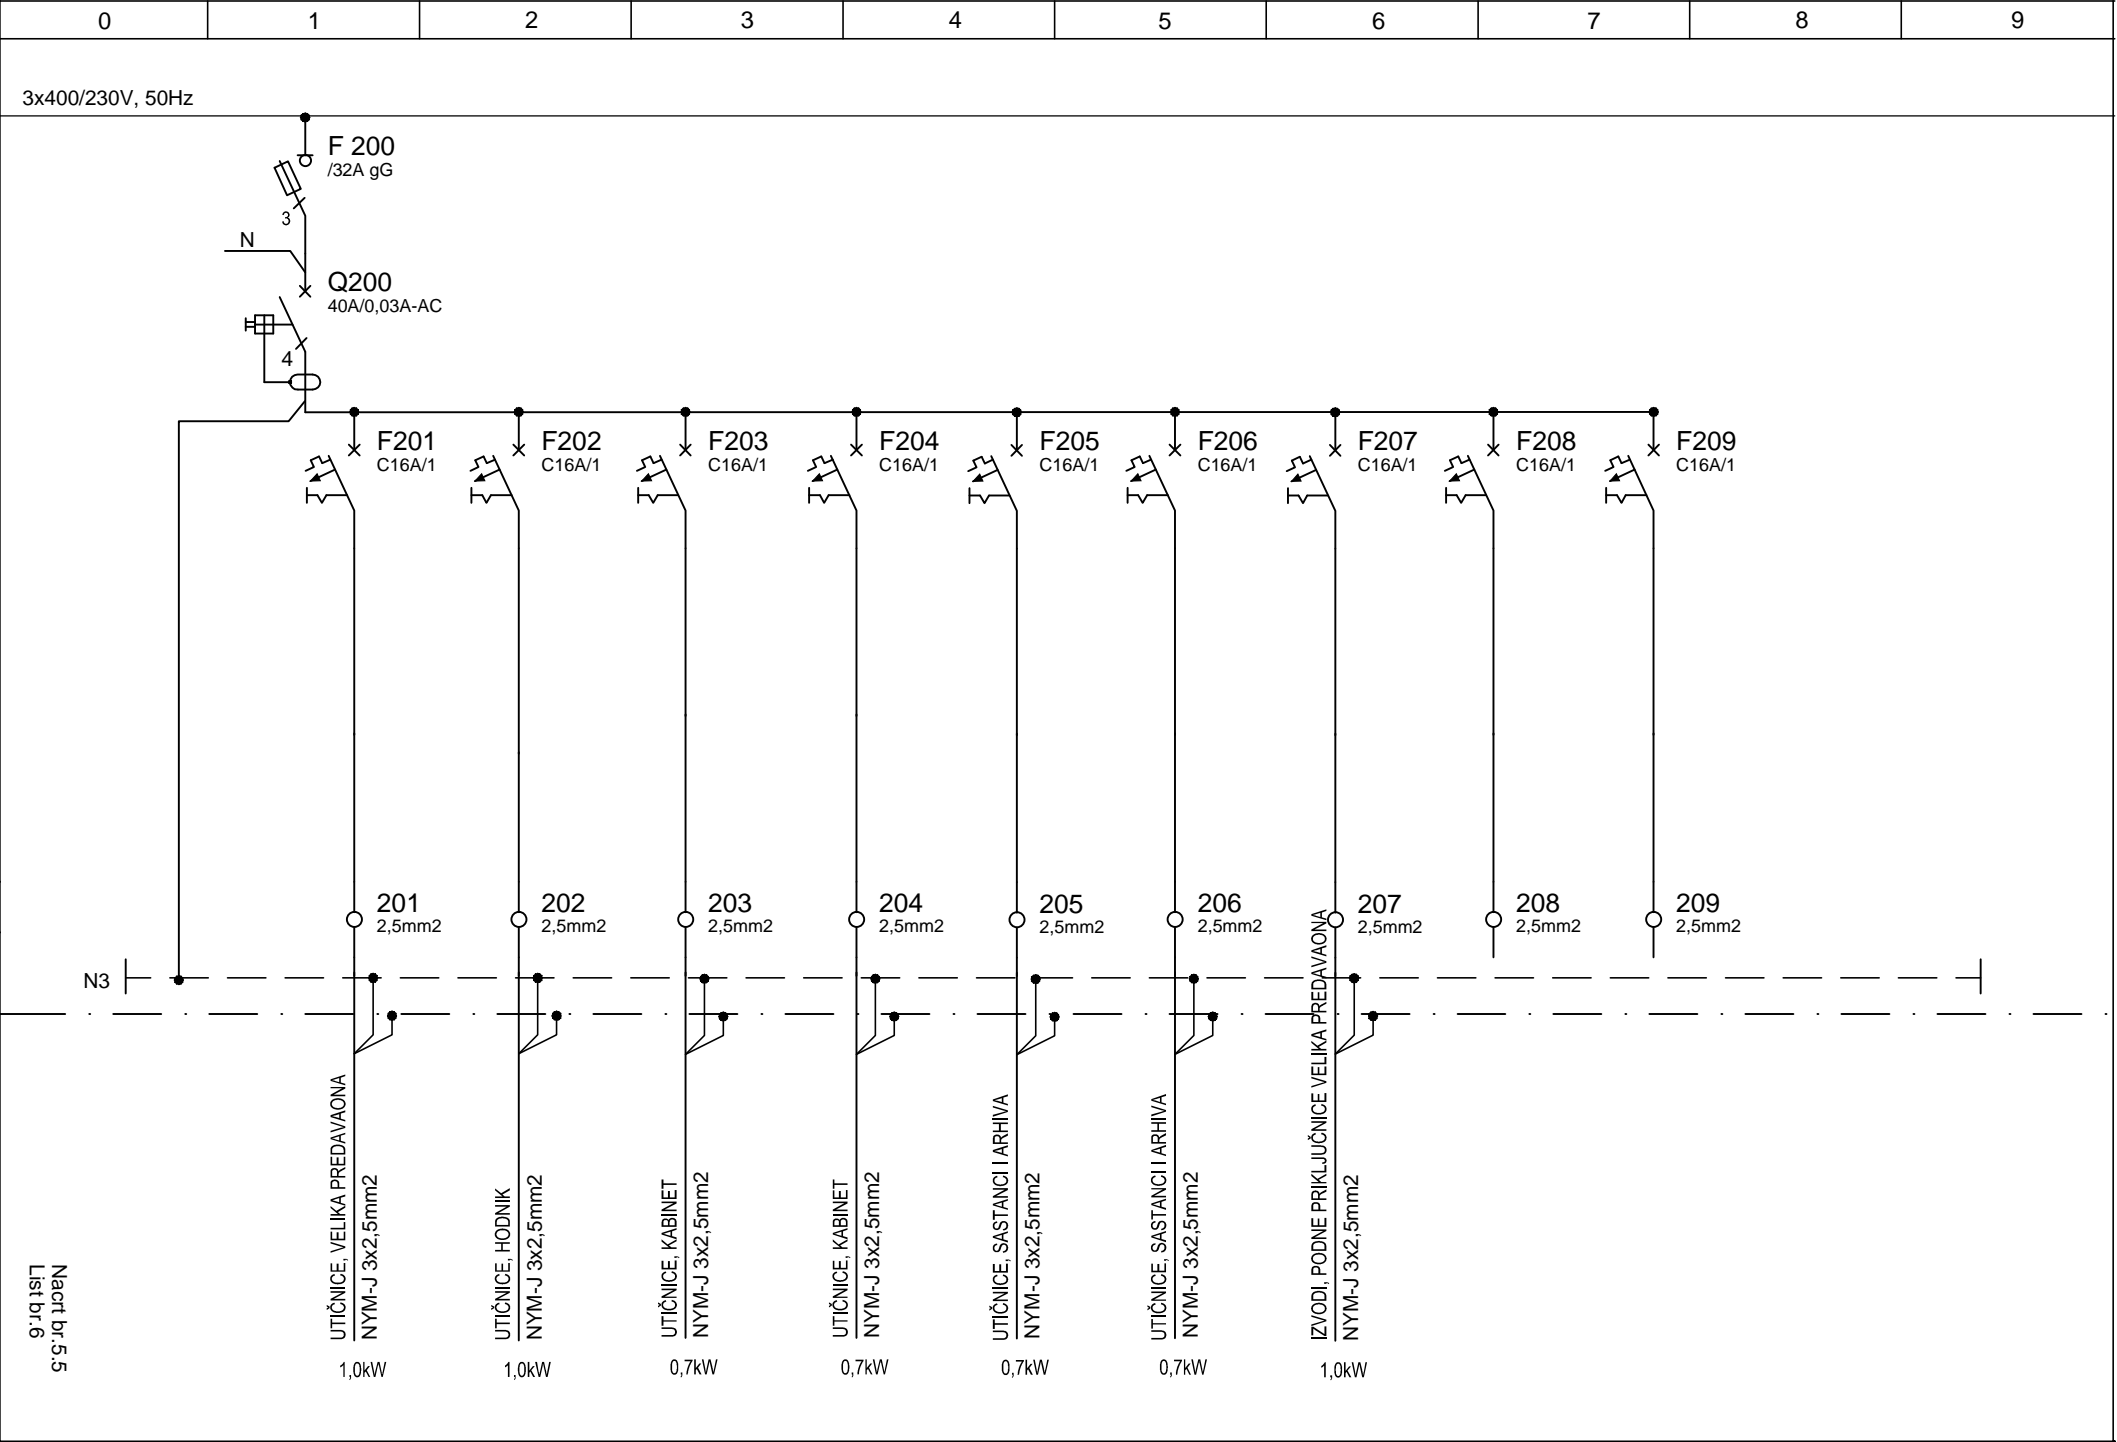 0 1 2 3 4 5 6 7 8 9
3x400/230V, 50Hz
F 200
/32A gG
3
N
Q200
40A/0,03A-AC
4
F201 F202 F203 F204 F205 F206 F207 F208 F209
C16A/1 C16A/1 C16A/1 C16A/1 C16A/1 C16A/1 C16A/1 C16A/1 C16A/1
201 202 203 204 205 206 207 208 209
2,5mm2 2,5mm2 2,5mm2 2,5mm2 2,5mm2 2,5mm2 2,5mm2 2,5mm2 2,5mm2
N3
UTIČNICE, VELIKA PREDAVAONA
NYM-J 3x2,5mm2
UTIČNICE, HODNIK
NYM-J 3x2,5mm2
UTIČNICE, KABINET
NYM-J 3x2,5mm2
UTIČNICE, KABINET
NYM-J 3x2,5mm2
UTIČNICE, SASTANCI I ARHIVA
NYM-J 3x2,5mm2
UTIČNICE, SASTANCI I ARHIVA
NYM-J 3x2,5mm2
IZVODI, PODNE PRIKLJUČNICE VELIKA PREDAVAONA
NYM-J 3x2,5mm2
1,0kW 1,0kW 0,7kW 0,7kW 0,7kW 0,7kW 1,0kW
Nacrt br.5.5
List br.6